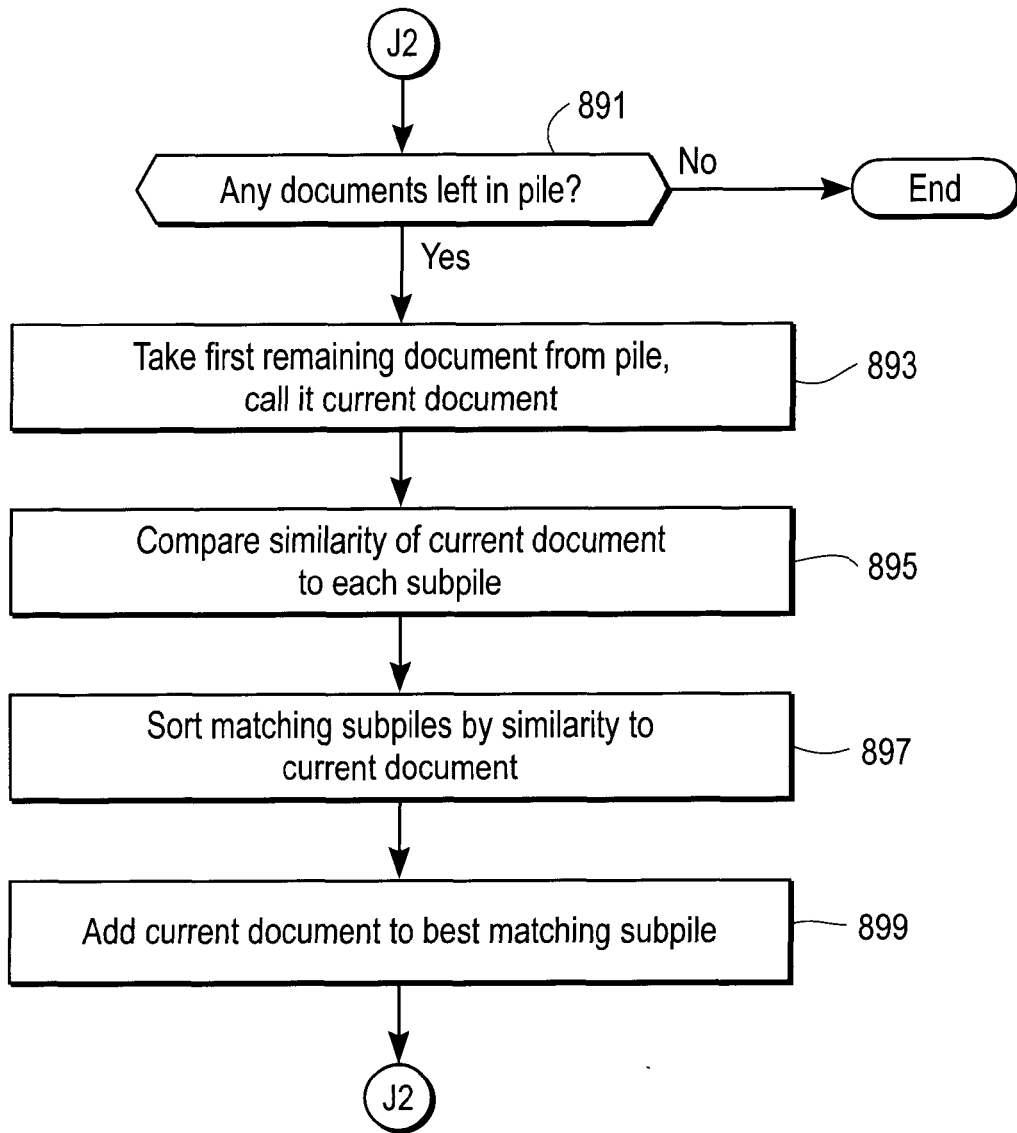 J2
891
Any documents left in pile?
No
End
Yes
Take first remaining document from pile,
call it current document
893
Compare similarity of current document
to each subpile
895
Sort matching subpiles by similarity to
current document
897
Add current document to best matching subpile
899
J2